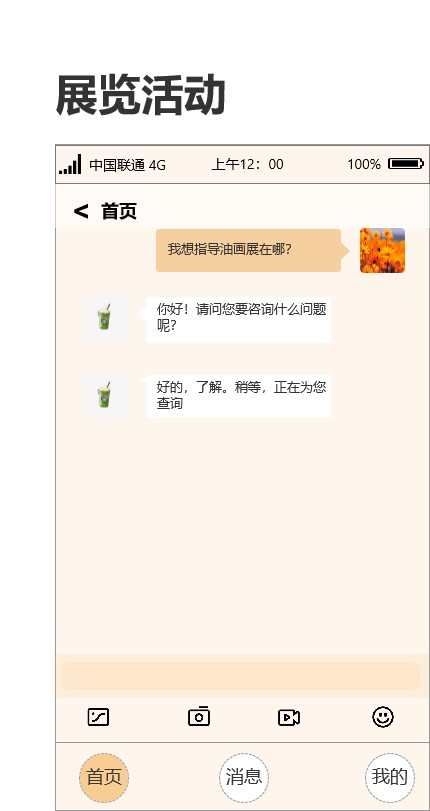 展览活动
中国联通 4G 上午12：00 100%
< 首页
我想指导油画展在哪？
你好！请问您要咨询什么问题
呢？
好的，了解。稍等，正在为您
查询
首页 消息 我的